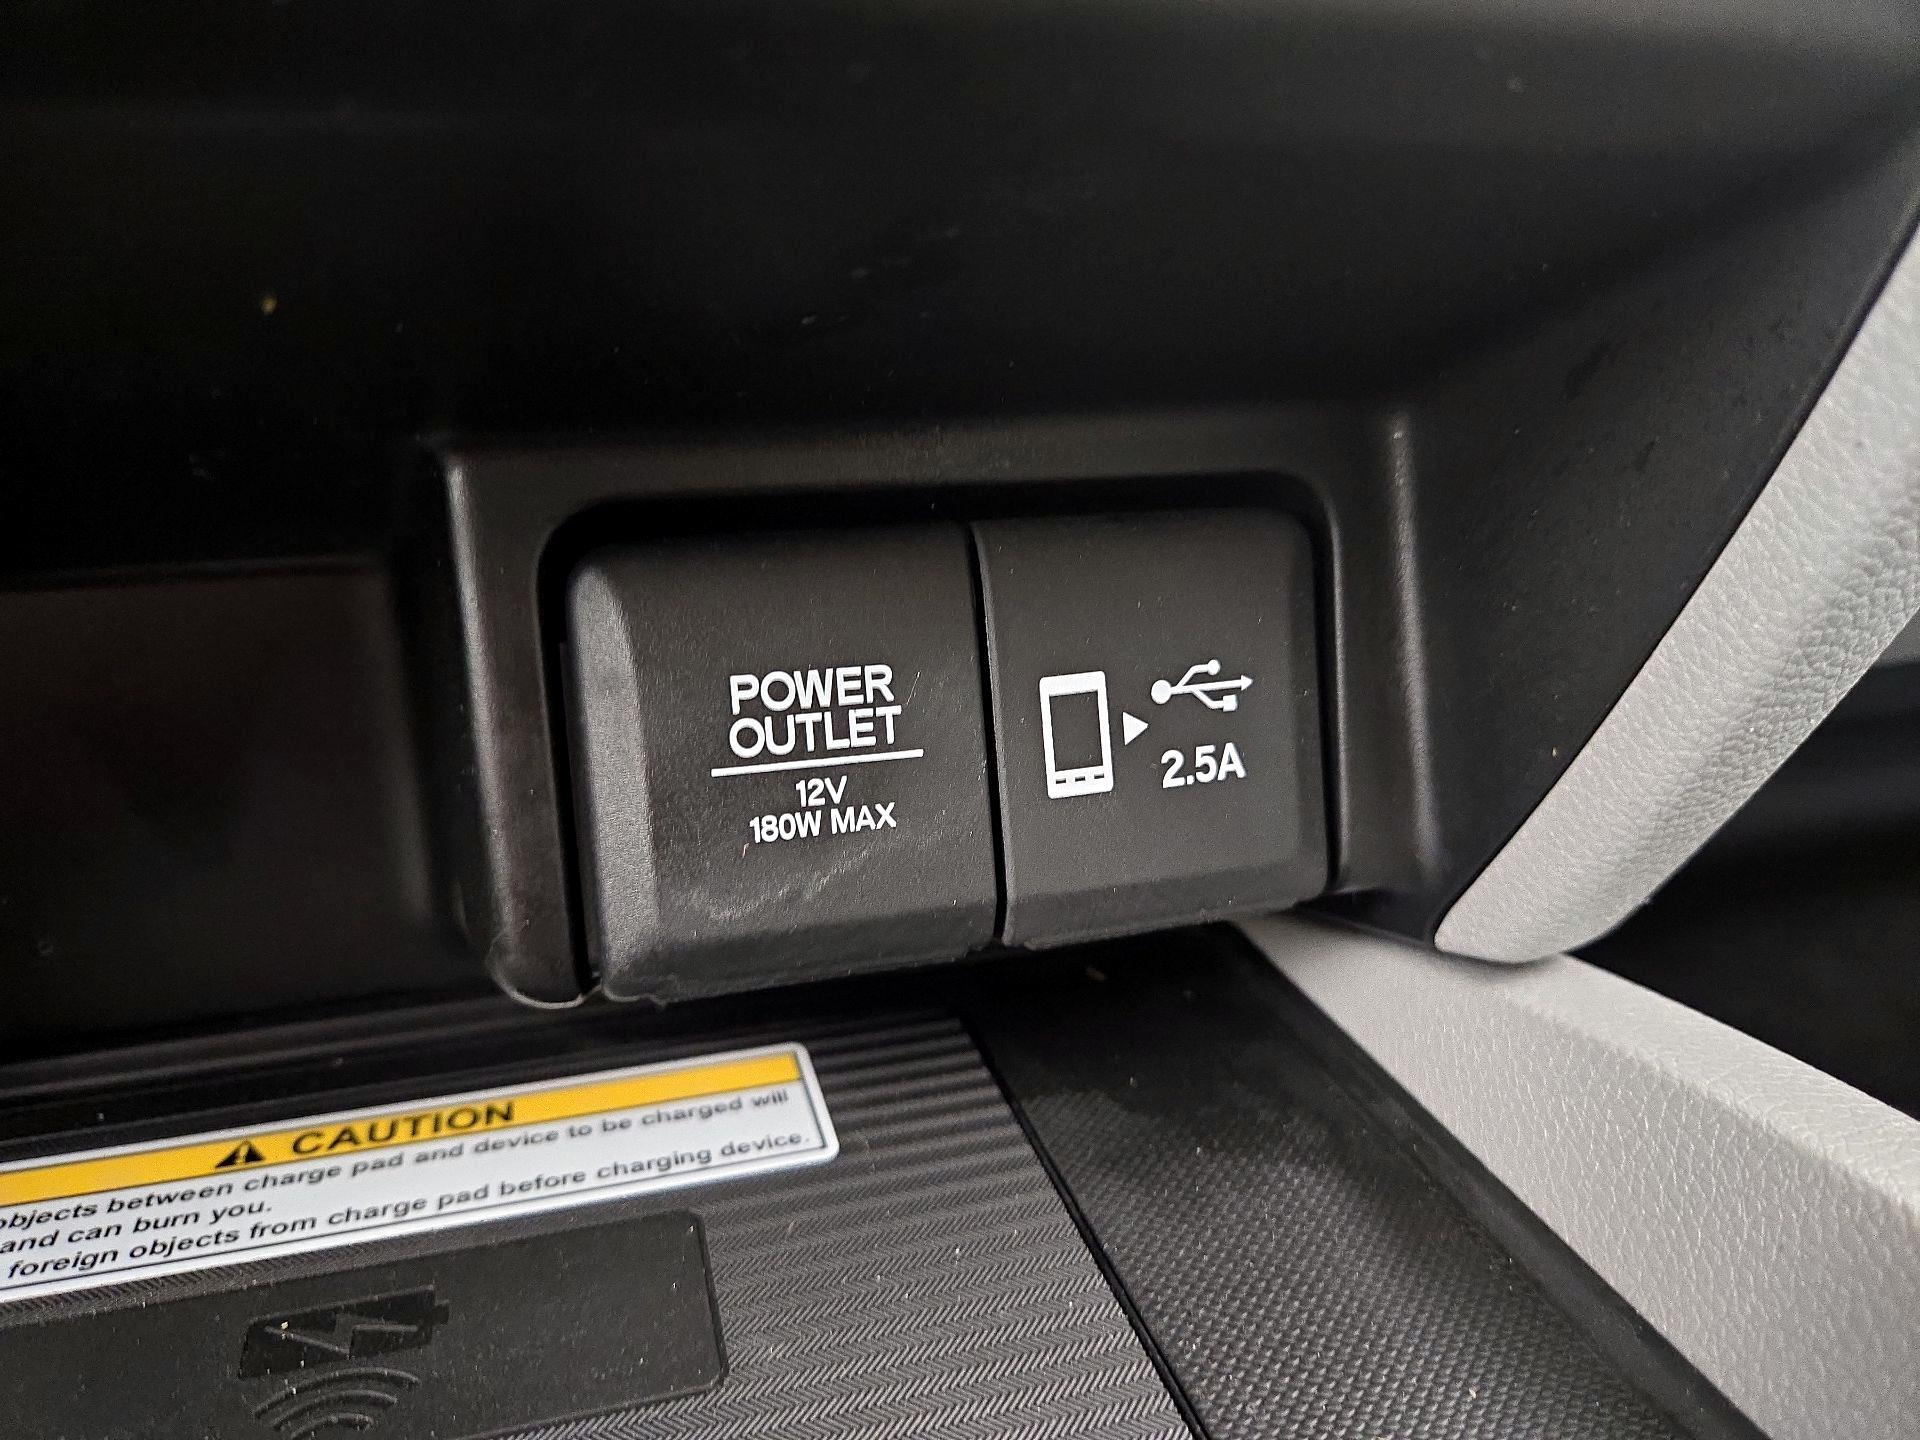 POWER
OUTLET
12V
180W MAX
2.5A
CAUTION
objects between charge pad and device to be charged will
and can burn you.
foreign objects from charge pad before charging device.